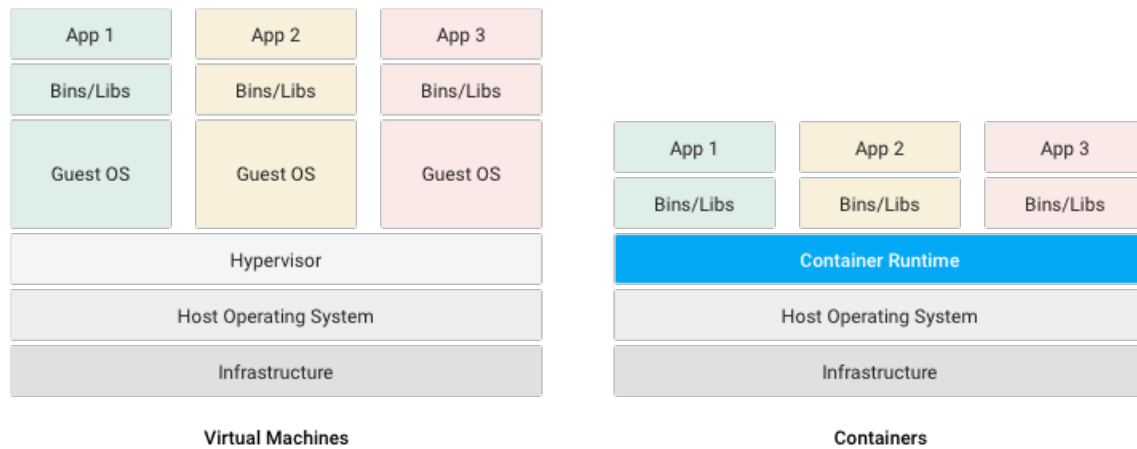 App 1
App 2
App 3
Bins/Libs
Bins/Libs
Bins/Libs
Guest OS
Guest OS
Guest OS
Hypervisor
Host Operating System
Infrastructure
Virtual Machines
App 1
App 2
App 3
Bins/Libs
Bins/Libs
Bins/Libs
Container Runtime
Host Operating System
Infrastructure
Containers